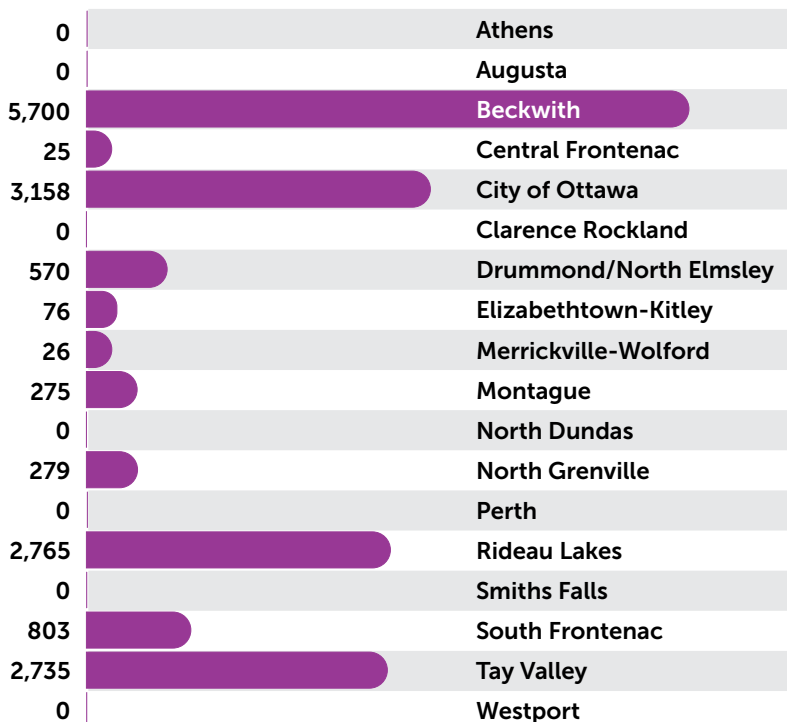 0 Athens
0 Augusta
5,700 Beckwith
25 Central Frontenac
3,158 City of Ottawa
0 Clarence Rockland
570 Drummond/North Elmsley
76 Elizabethtown-Kitley
26 Merrickville-Wolford
275 Montague
0 North Dundas
279 North Grenville
0 Perth
2,765 Rideau Lakes
0 Smiths Falls
803 South Frontenac
2,735 Tay Valley
0 Westport